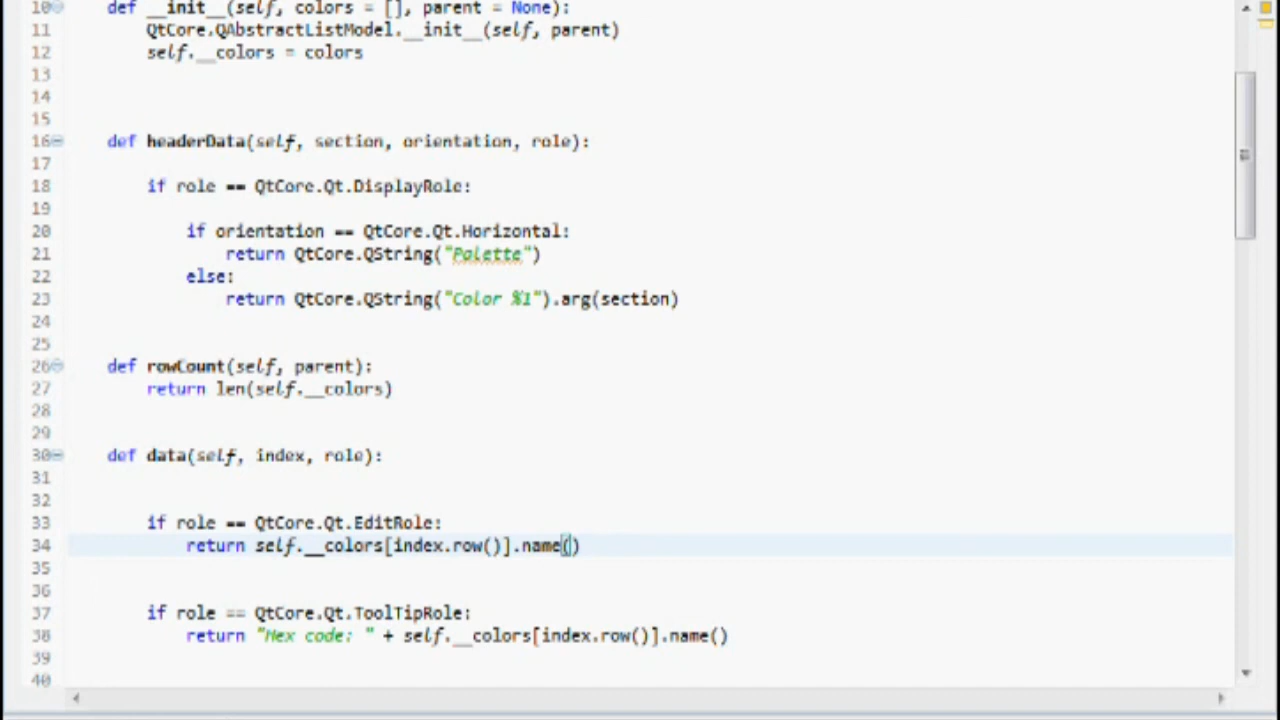 10 def __init__(self, colors = [], parent = None):
11 QtCore.QAbstractListModel.__init__(self, parent)
12 self.__colors = colors
13
14
15
16 def headerData(self, section, orientation, role):
17
18 if role == QtCore.Qt.DisplayRole:
19
20 if orientation == QtCore.Qt.Horizontal:
21 return QtCore.QString("Palette")
22 else:
23 return QtCore.QString("Color %1").arg(section)
24
25
26 def rowCount(self, parent):
27 return len(self.__colors)
28
29
30 def data(self, index, role):
31
32
33 if role == QtCore.Qt.EditRole:
34 return self.__colors[index.row()].name()
35
36
37 if role == QtCore.Qt.ToolTipRole:
38 return "Hex code: " + self.__colors[index.row()].name()
39
40